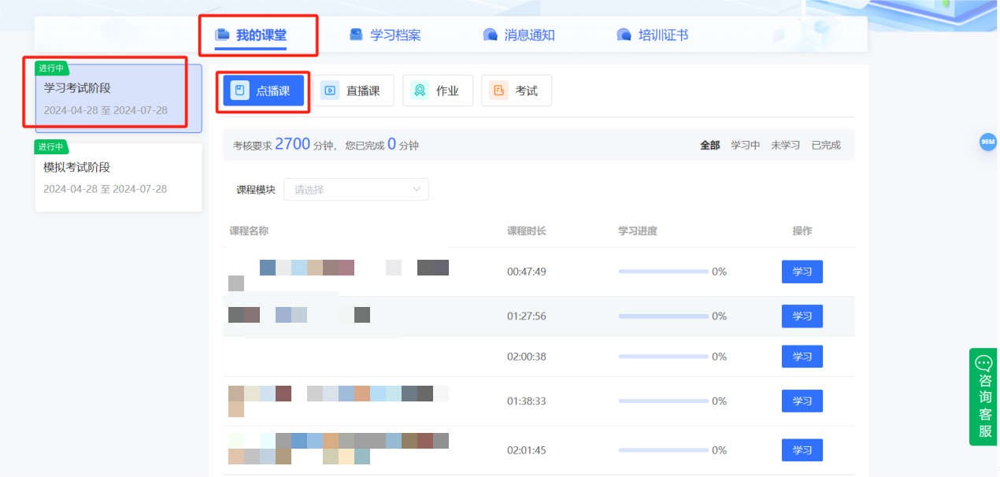 我的课堂 学习档案 消息通知 培训证书
进行中
学习考试阶段
2024-04-28 至 2024-07-28
进行中
模拟考试阶段
2024-04-28 至 2024-07-28
点播课 直播课 作业 考试
考核要求 2700 分钟， 您已完成 0 分钟 全部 学习中 未学习 已完成
课程模块 请选择
课程名称 课程时长 学习进度 操作
00:47:49 0% 学习
01:27:56 0% 学习
02:00:38 0% 学习
01:38:33 0% 学习
02:01:45 0% 学习
98M
咨询客服